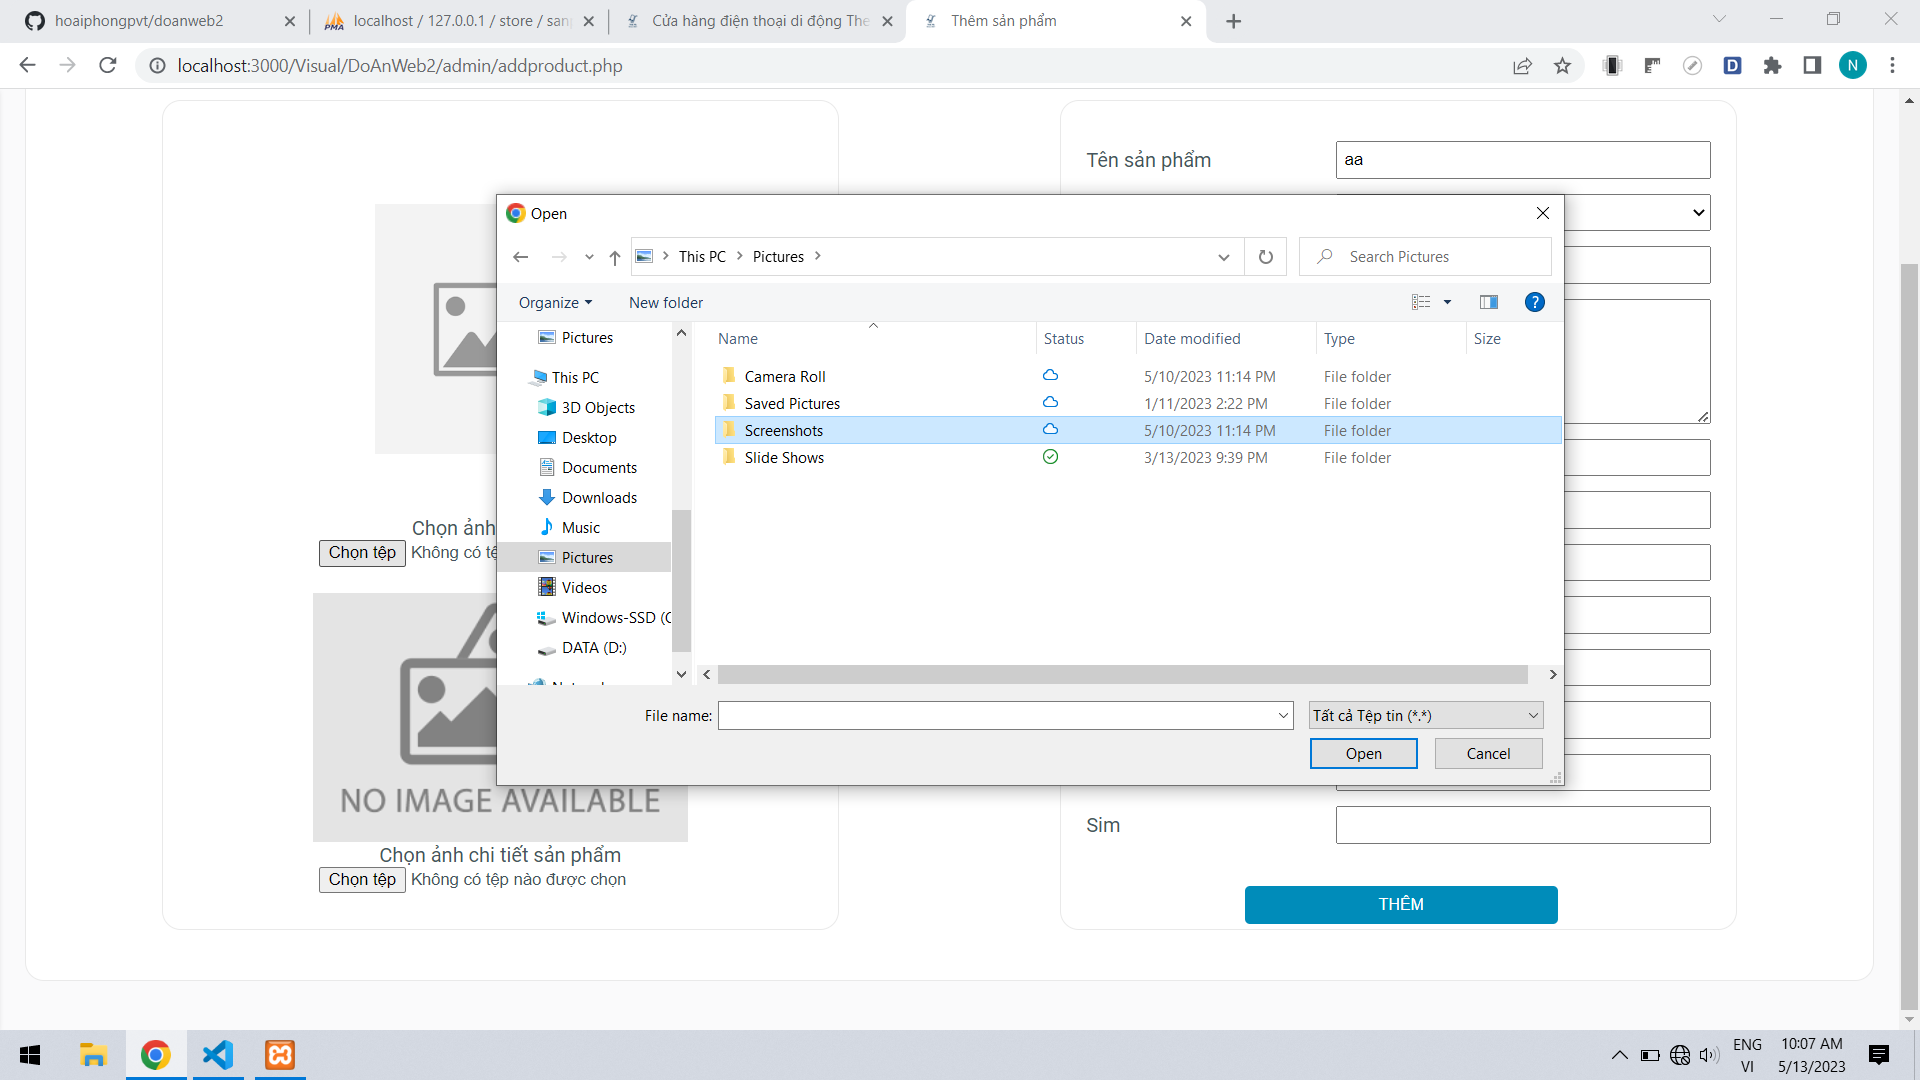 hoaiphongpvt/doanweb2
localhost / 127.0.0.1 / store / san
Cửa hàng điện thoại di động The
Thêm sản phẩm
localhost:3000/Visual/DoAnWeb2/admin/addproduct.php
N
Tên sản phẩm
aa
Open
This PC
Pictures
Search Pictures
Organize
New folder
Name
Status
Date modified
Type
Size
Pictures
This PC
3D Objects
Desktop
Documents
Downloads
Music
Pictures
Videos
Windows-SSD (C
DATA (D:)
Camera Roll
5/10/2023 11:14 PM
File folder
Saved Pictures
1/11/2023 2:22 PM
File folder
Screenshots
5/10/2023 11:14 PM
File folder
Slide Shows
3/13/2023 9:39 PM
File folder
File name:
Tất cả Tệp tin (*.*)
Open
Cancel
Chọn ảnh
Chọn tệp
Không có tệ
NO IMAGE AVAILABLE
Chọn ảnh chi tiết sản phẩm
Chọn tệp
Không có tệp nào được chọn
Sim
THÊM
ENG
VI
10:07 AM
5/13/2023